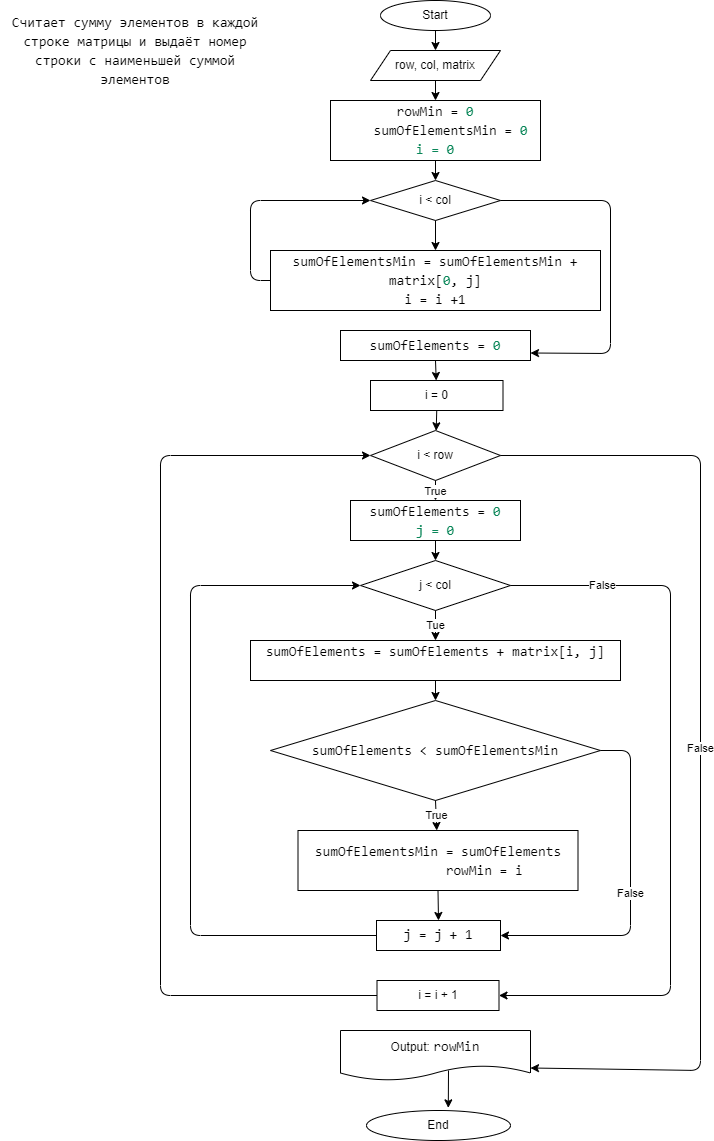 Считает сумму элементов в каждой
строке матрицы и выдаёт номер
строки с наименьшей суммой
элементов
Start
row, col, matrix
rowMin = 0
sumOfElementsMin = 0
i = 0
i < col
sumOfElementsMin = sumOfElementsMin +
matrix[0, j]
i = i +1
sumOfElements = 0
i = 0
i < row
True
sumOfElements = 0
j = 0
j < col
False
Tue
sumOfElements = sumOfElements + matrix[i, j]
sumOfElements < sumOfElementsMin
False
True
sumOfElementsMin = sumOfElements
rowMin = i
False
j = j + 1
i = i + 1
Output: rowMin
End